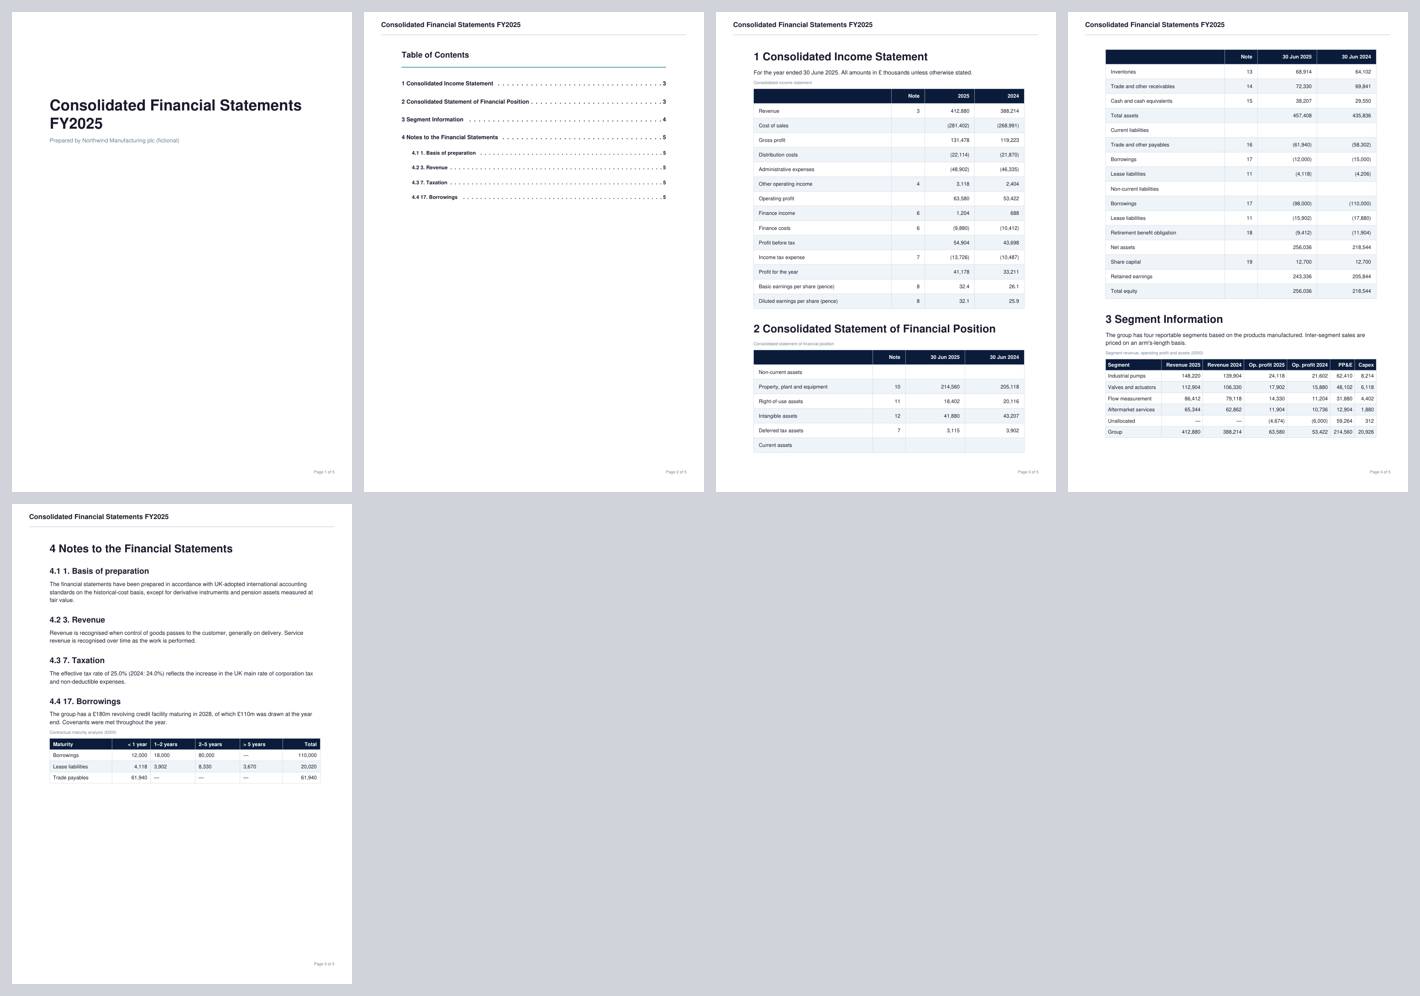 Consolidated Financial Statements
FY2025
Prepared by Northwind Manufacturing plc (fictional)
Page 1 of 5
Consolidated Financial Statements FY2025
Table of Contents
1 Consolidated Income Statement . . . . . . . . . . . . . . . . . . . . 3
2 Consolidated Statement of Financial Position . . . . . . . . . . . . . . . . . . . . 3
3 Segment Information . . . . . . . . . . . . . . . . . . . . 4
4 Notes to the Financial Statements . . . . . . . . . . . . . . . . . . . . 5
4.1 1. Basis of preparation . . . . . . . . . . . . . . . . . . . . 5
4.2 3. Revenue . . . . . . . . . . . . . . . . . . . . 5
4.3 7. Taxation . . . . . . . . . . . . . . . . . . . . 5
4.4 17. Borrowings . . . . . . . . . . . . . . . . . . . . 5
Page 2 of 5
Consolidated Financial Statements FY2025
1 Consolidated Income Statement
For the year ended 30 June 2025. All amounts in £ thousands unless otherwise stated.
Consolidated income statement
Note 2025 2024
Revenue 3 412,880 388,214
Cost of sales (281,402) (268,991)
Gross profit 131,478 119,223
Distribution costs (22,114) (21,870)
Administrative expenses (48,902) (46,335)
Other operating income 4 3,118 2,404
Operating profit 63,580 53,422
Finance income 6 1,204 688
Finance costs 6 (9,880) (10,412)
Profit before tax 54,904 43,698
Income tax expense 7 (13,726) (10,487)
Profit for the year 41,178 33,211
Basic earnings per share (pence) 8 32.4 26.1
Diluted earnings per share (pence) 8 32.1 25.9
2 Consolidated Statement of Financial Position
Consolidated statement of financial position
Note 30 Jun 2025 30 Jun 2024
Non-current assets
Property, plant and equipment 10 214,560 205,118
Right-of-use assets 11 18,402 20,116
Intangible assets 12 41,880 43,207
Deferred tax assets 7 3,115 3,902
Current assets
Page 3 of 5
Consolidated Financial Statements FY2025
Note 30 Jun 2025 30 Jun 2024
Inventories 13 68,914 64,102
Trade and other receivables 14 72,330 69,841
Cash and cash equivalents 15 38,207 29,550
Total assets 457,408 435,836
Current liabilities
Trade and other payables 16 (61,940) (58,302)
Borrowings 17 (12,000) (15,000)
Lease liabilities 11 (4,118) (4,206)
Non-current liabilities
Borrowings 17 (98,000) (110,000)
Lease liabilities 11 (15,902) (17,880)
Retirement benefit obligation 18 (9,412) (11,904)
Net assets 256,036 218,544
Share capital 19 12,700 12,700
Retained earnings 243,336 205,844
Total equity 256,036 218,544
3 Segment Information
The group has four reportable segments based on the products manufactured. Inter-segment sales are
priced on an arm's-length basis.
Segment revenue, operating profit and assets (£000)
Segment Revenue 2025 Revenue 2024 Op. profit 2025 Op. profit 2024 PP&E Capex
Industrial pumps 148,220 139,904 24,118 21,602 62,410 8,214
Valves and actuators 112,904 106,330 17,902 15,880 48,102 6,118
Flow measurement 86,412 79,118 14,330 11,204 31,880 4,402
Aftermarket services 65,344 62,862 11,904 10,736 12,904 1,880
Unallocated — — (4,674) (6,000) 59,264 312
Group 412,880 388,214 63,580 53,422 214,560 20,926
Page 4 of 5
Consolidated Financial Statements FY2025
4 Notes to the Financial Statements
4.1 1. Basis of preparation
The financial statements have been prepared in accordance with UK-adopted international accounting
standards on the historical-cost basis, except for derivative instruments and pension assets measured at
fair value.
4.2 3. Revenue
Revenue is recognised when control of goods passes to the customer, generally on delivery. Service
revenue is recognised over time as the work is performed.
4.3 7. Taxation
The effective tax rate of 25.0% (2024: 24.0%) reflects the increase in the UK main rate of corporation tax
and non-deductible expenses.
4.4 17. Borrowings
The group has a £180m revolving credit facility maturing in 2028, of which £110m was drawn at the year
end. Covenants were met throughout the year.
Contractual maturity analysis (£000)
Maturity < 1 year 1–2 years 2–5 years > 5 years Total
Borrowings 12,000 18,000 80,000 — 110,000
Lease liabilities 4,118 3,902 8,330 3,670 20,020
Trade payables 61,940 — — — 61,940
Page 5 of 5